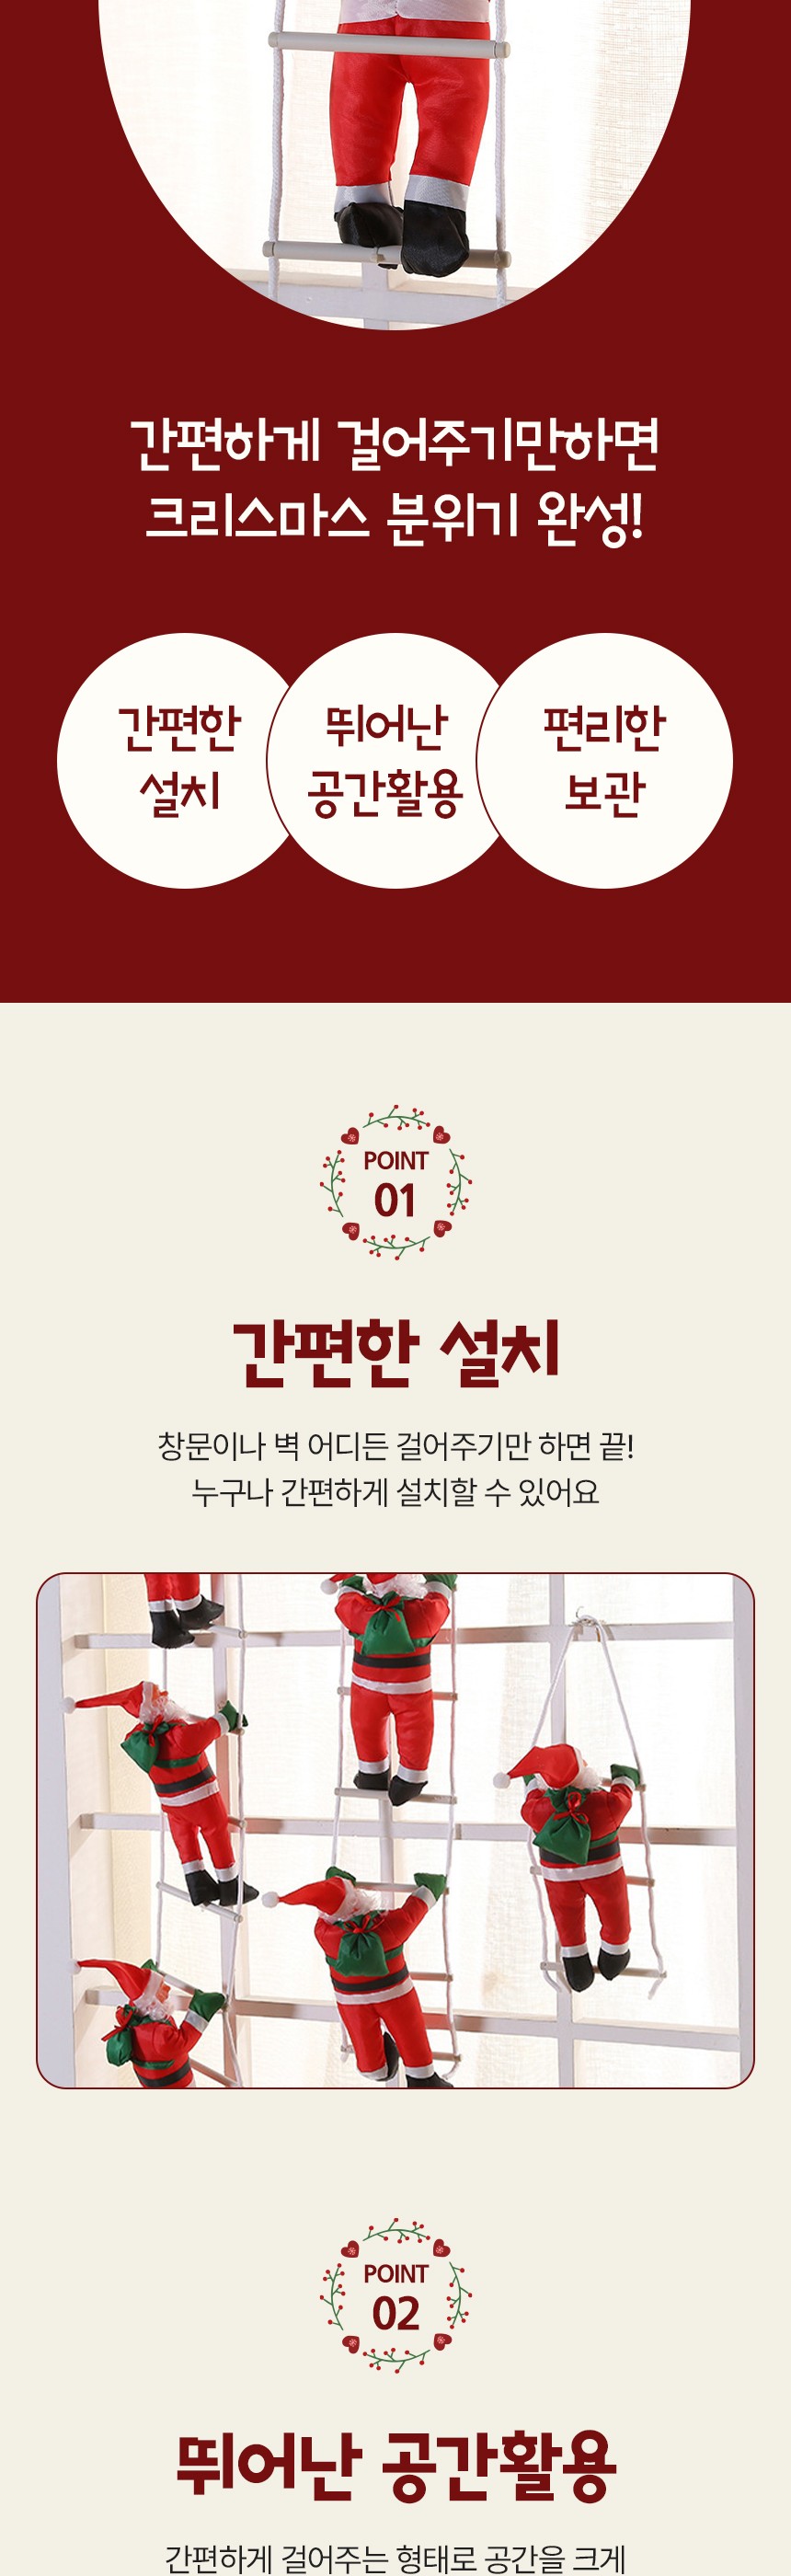 간편하게 걸어주기만하면
크리스마스 분위기 완성!
간편한
설치
뛰어난
공간활용
편리한
보관
POINT
01
간편한 설치
창문이나 벽 어디든 걸어주기만 하면 끝!
누구나 간편하게 설치할 수 있어요
POINT
02
뛰어난 공간활용
간편하게 걸어주는 형태로 공간을 크게